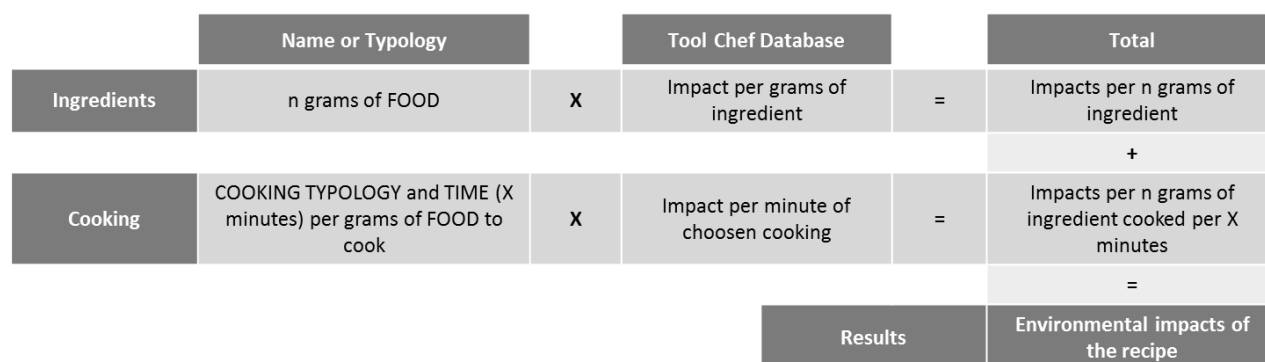 Name or Typology
Tool Chef Database
Total
Ingredients
n grams of FOOD
X
Impact per grams of
ingredient
=
Impacts per n grams of
ingredient
+
Cooking
COOKING TYPOLOGY and TIME (X
minutes) per grams of FOOD to
cook
X
Impact per minute of
choosen cooking
=
Impacts per n grams of
ingredient cooked per X
minutes
=
Results
Environmental impacts of
the recipe